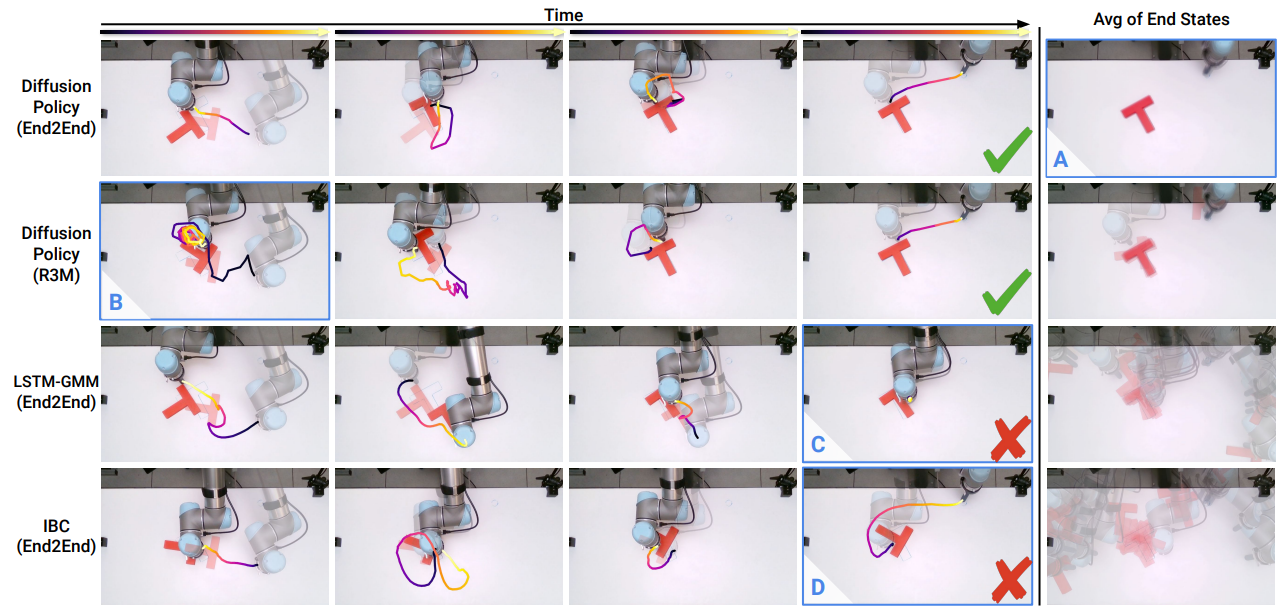 Time
Avg of End States
Diffusion
Policy
(End2End)
A
Diffusion
Policy
(R3M)
B
LSTM-GMM
(End2End)
C
IBC
(End2End)
D